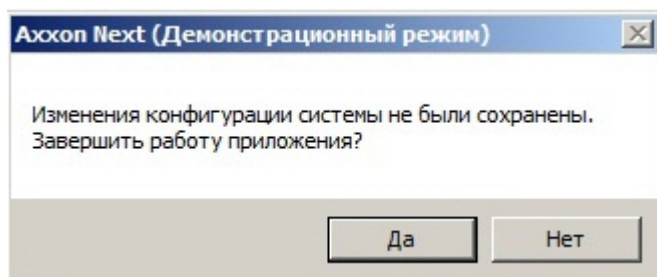 Axxon Next (Демонстрационный режим)
Изменения конфигурации системы не были сохранены.
Завершить работу приложения?
Да
Нет